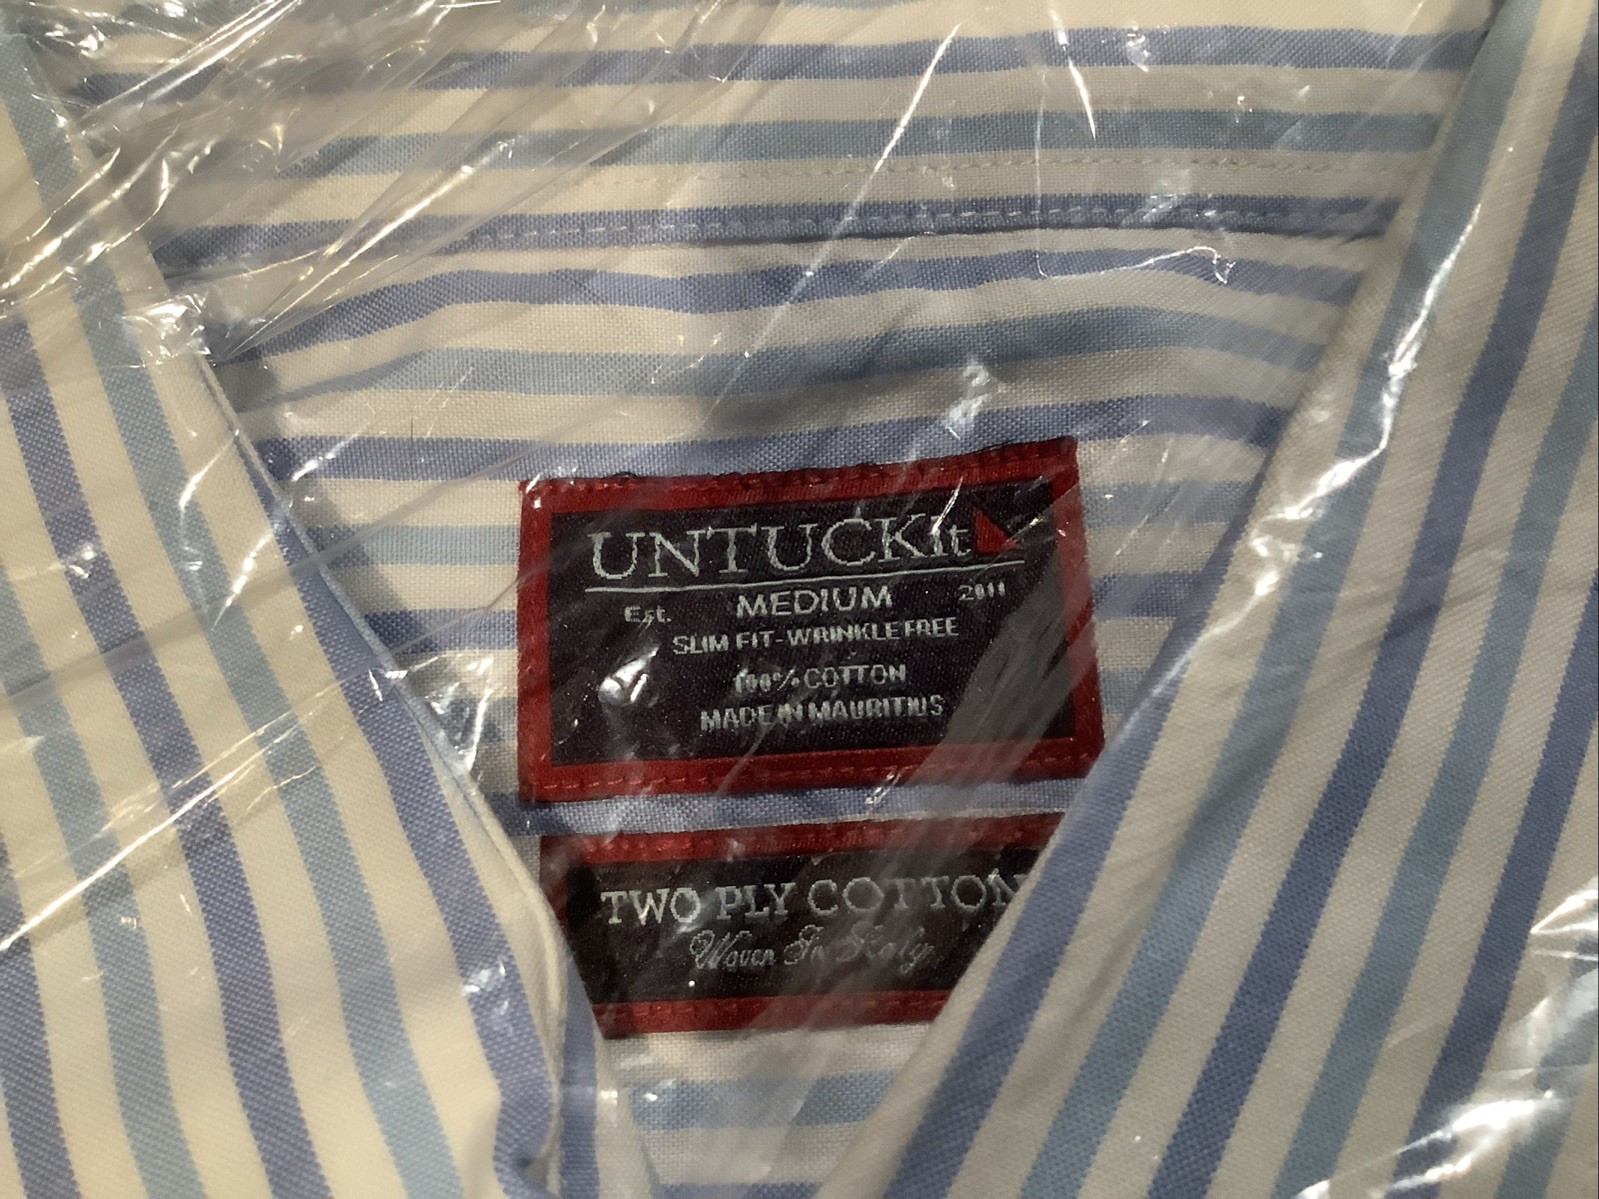 UNTUCKit
Est. MEDIUM 2011
SLIM FIT-WRINKLE FREE
100% COTTON
MADE IN MAURITIUS
TWO PLY COTTON
Woven In Italy